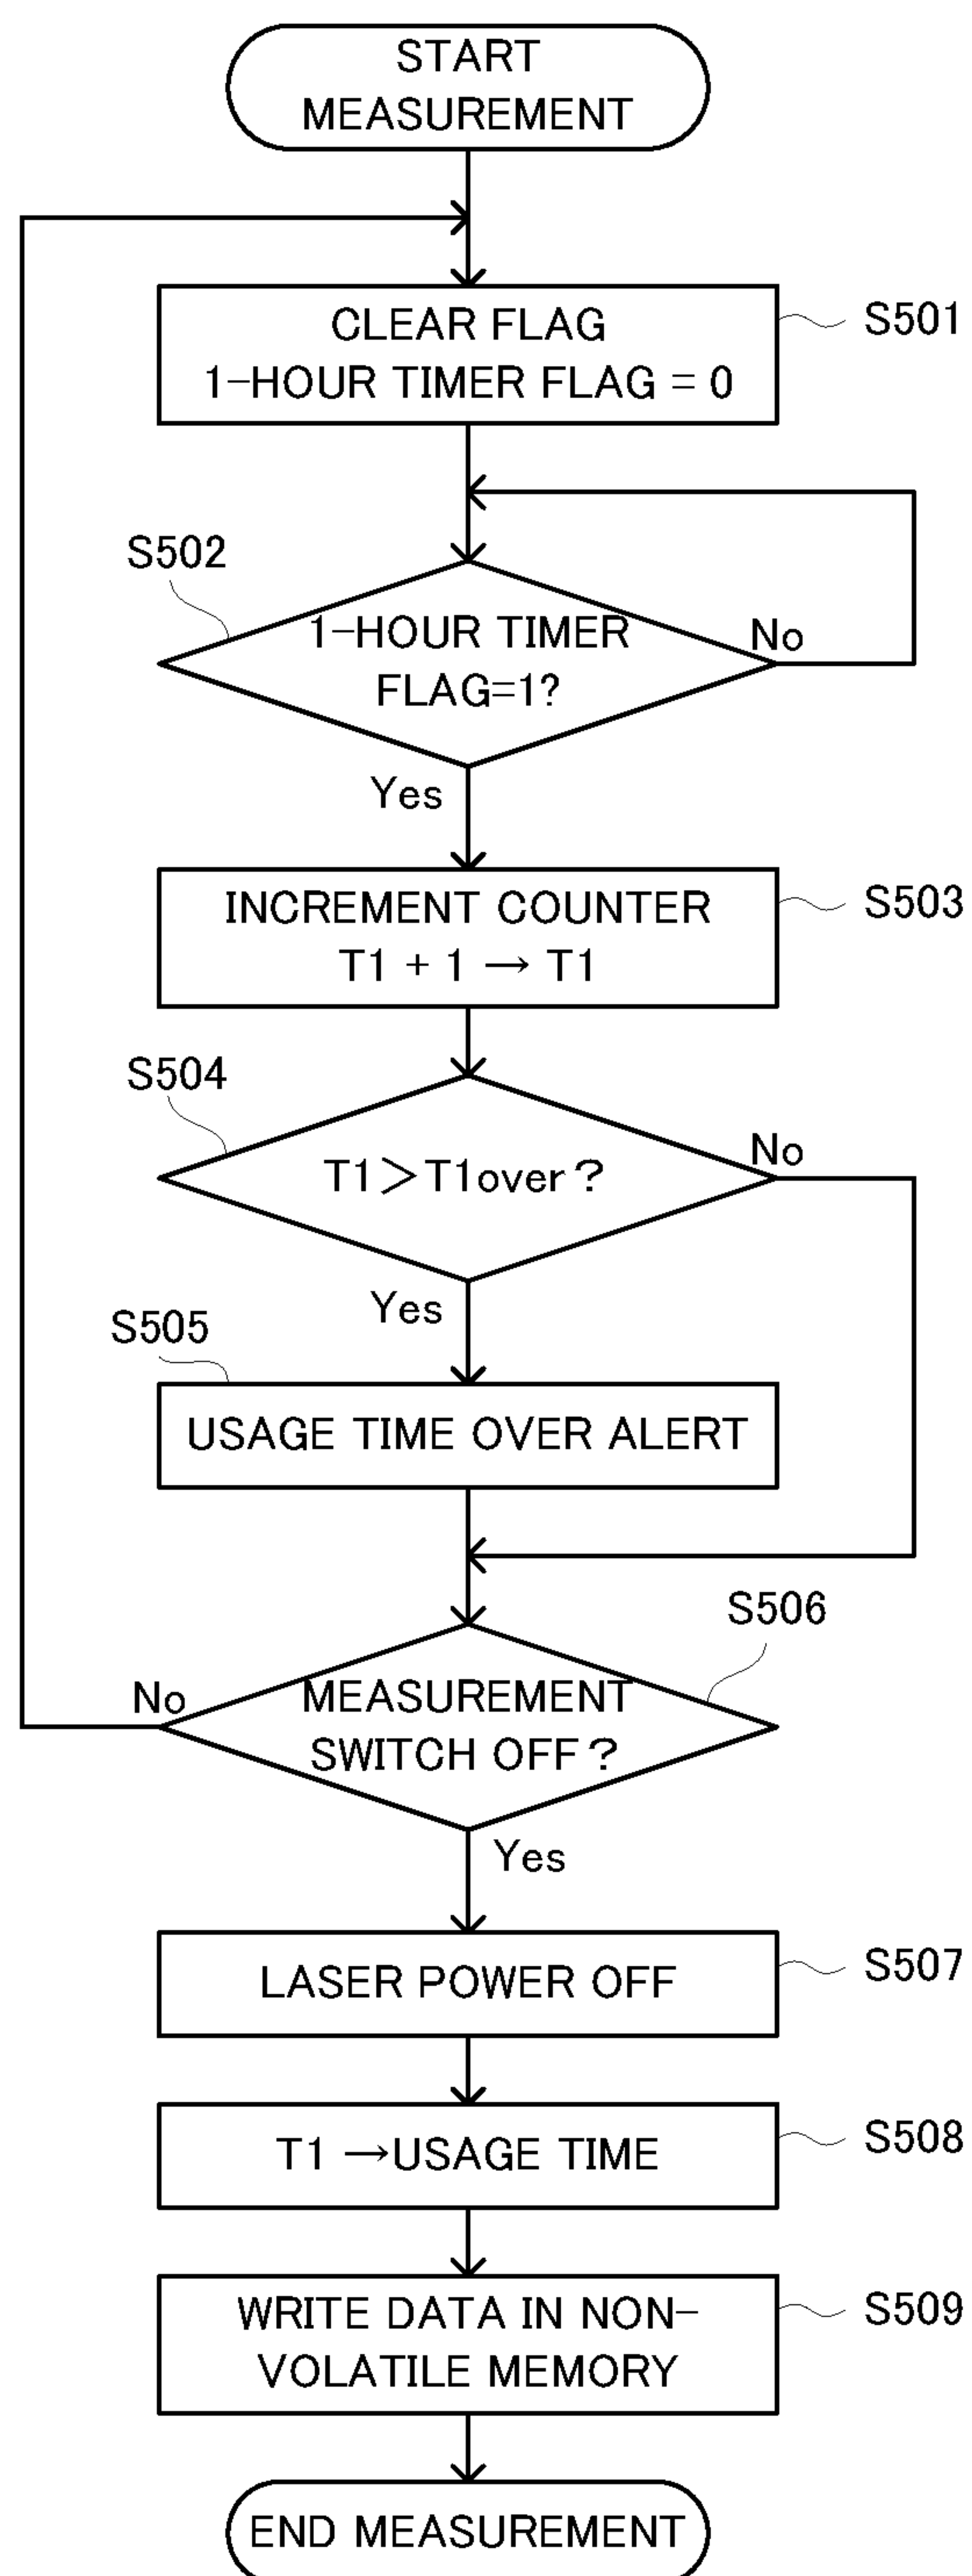 START
MEASUREMENT
CLEAR FLAG
1-HOUR TIMER FLAG = 0
S501
S502
1-HOUR TIMER
FLAG=1?
No
Yes
INCREMENT COUNTER
T1 + 1 → T1
S503
S504
T1＞T1over？
No
Yes
S505
USAGE TIME OVER ALERT
S506
MEASUREMENT
SWITCH OFF？
No
Yes
LASER POWER OFF
S507
T1 →USAGE TIME
S508
WRITE DATA IN NON-
VOLATILE MEMORY
S509
END MEASUREMENT